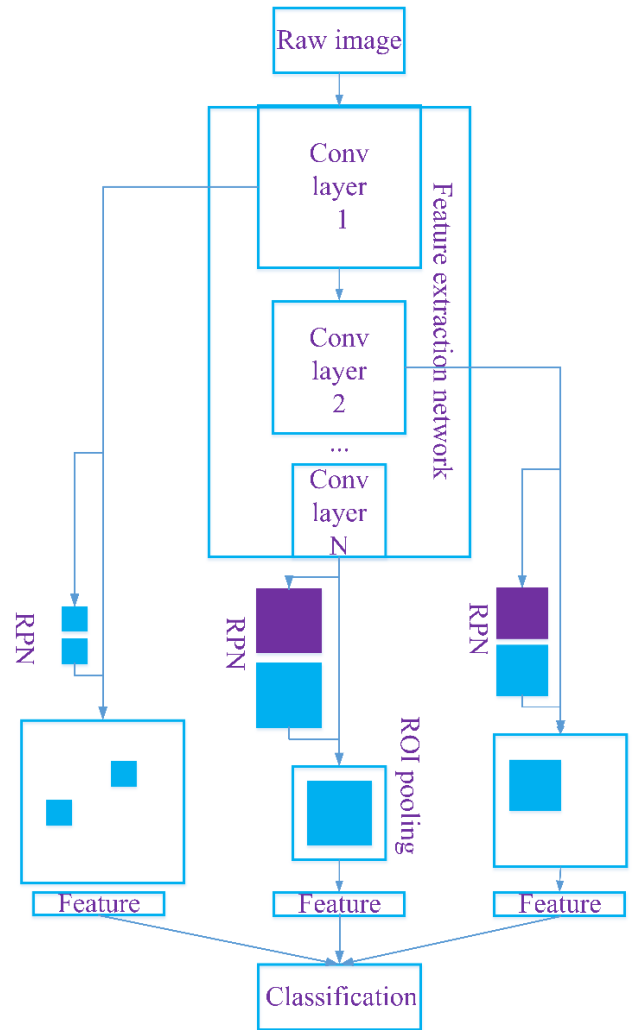 Raw image
Conv
layer
1
Feature extraction network
Conv
layer
2
...
Conv
layer
N
RPN
RPN
RPN
ROI pooling
Feature
Feature
Feature
Classification